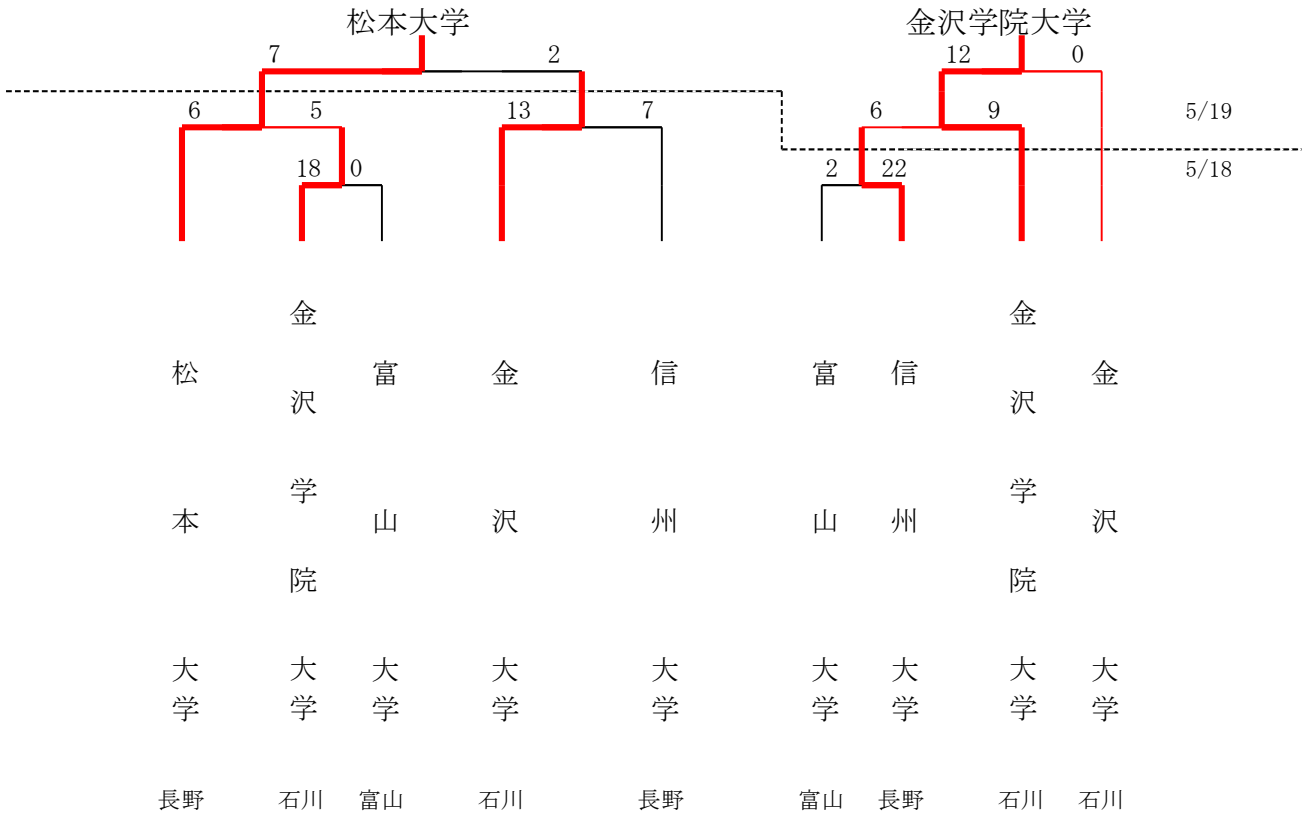 松本大学 金沢学院大学
7 2 12 0
6 5 13 7 6 9 5/19
18 0 2 22 5/18
松本大学
金沢学院大学
富山大学
金沢大学
信州大学
富山大学
信州大学
金沢学院大学
金沢大学
長野 石川 富山 石川 長野 富山 長野 石川 石川